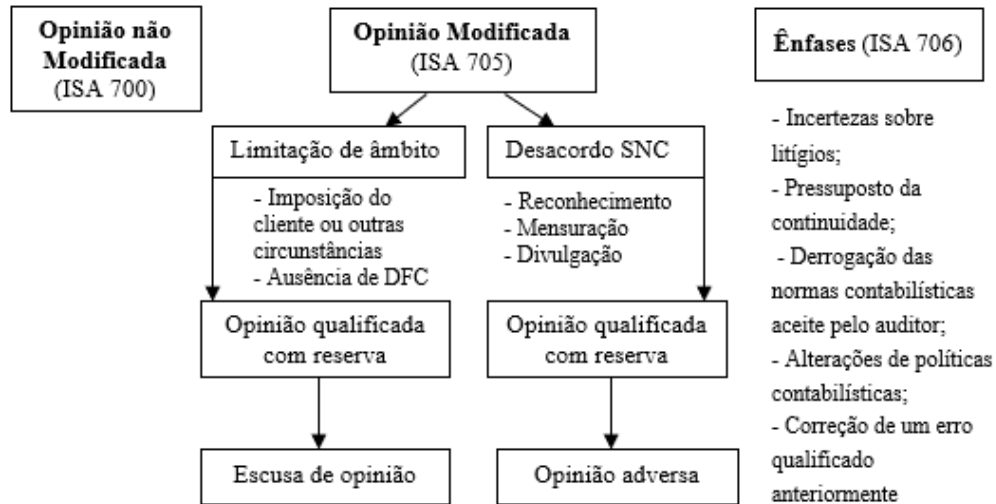 Opinião não
Modificada
(ISA 700)
Opinião Modificada
(ISA 705)
Ênfases (ISA 706)
Limitação de âmbito
Desacordo SNC
- Imposição do
cliente ou outras
circunstâncias
- Ausência de DFC
- Reconhecimento
- Mensuração
- Divulgação
Opinião qualificada
com reserva
Opinião qualificada
com reserva
Escusa de opinião
Opinião adversa
- Incertezas sobre
litígios;
- Pressuposto da
continuidade;
- Derrogação das
normas contabilísticas
aceite pelo auditor;
- Alterações de políticas
contabilísticas;
- Correção de um erro
qualificado
anteriormente